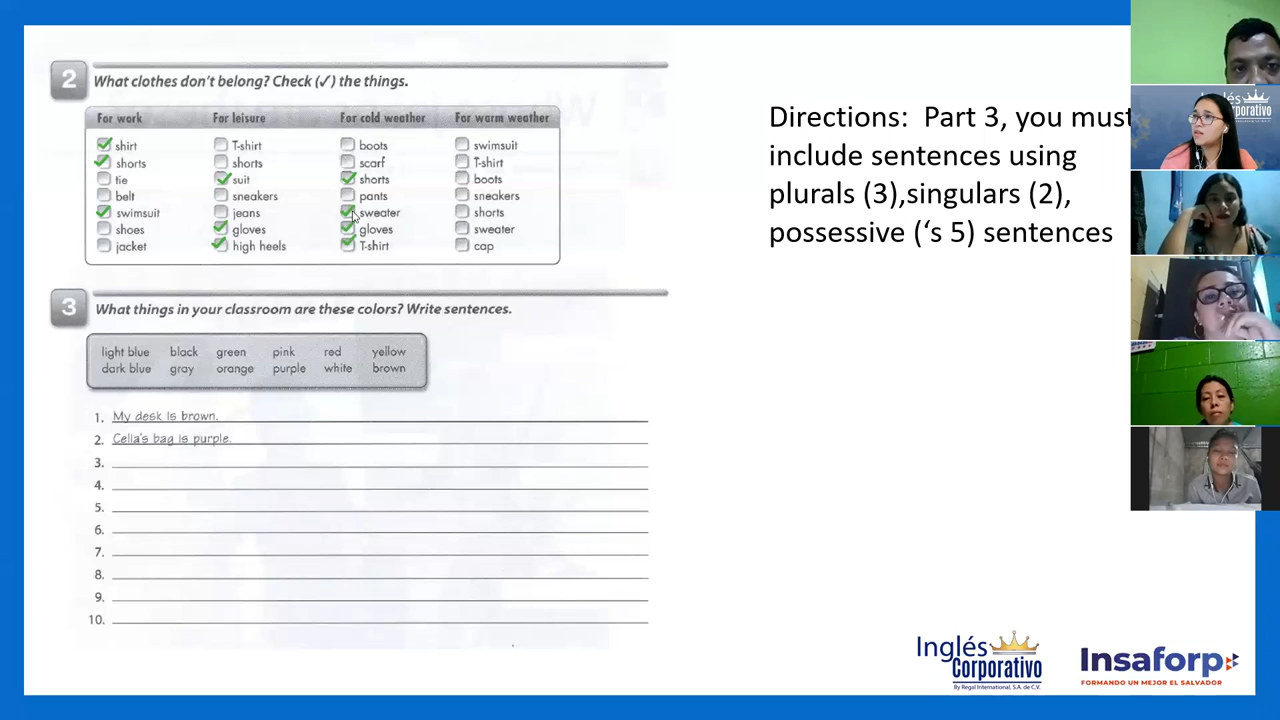 2 What clothes don't belong? Check (✓) the things.
For work For leisure For cold weather For warm weather
shirt T-shirt boots swimsuit
shorts shorts scarf T-shirt
tie suit shorts boots
belt sneakers pants sneakers
swimsuit jeans sweater shorts
shoes gloves gloves sweater
jacket high heels T-shirt cap
3 What things in your classroom are these colors? Write sentences.
light blue black green pink red yellow
dark blue gray orange purple white brown
1. My desk is brown.
2. Celia's bag is purple.
3.
4.
5.
6.
7.
8.
9.
10.
Directions: Part 3, you must
include sentences using
plurals (3),singulars (2),
possessive (‘s 5) sentences
Inglés
Corporativo
Inglés
Corporativo
By Regal International, S.A. de C.V.
Insaforp
FORMANDO UN MEJOR EL SALVADOR